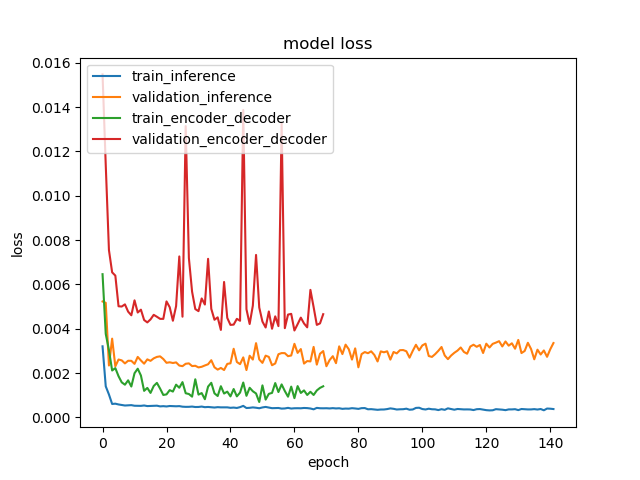 model loss
train_inference
validation_inference
train_encoder_decoder
validation_encoder_decoder
0.016
0.014
0.012
0.010
0.008
0.006
0.004
0.002
0.000
loss
0 20 40 60 80 100 120 140
epoch